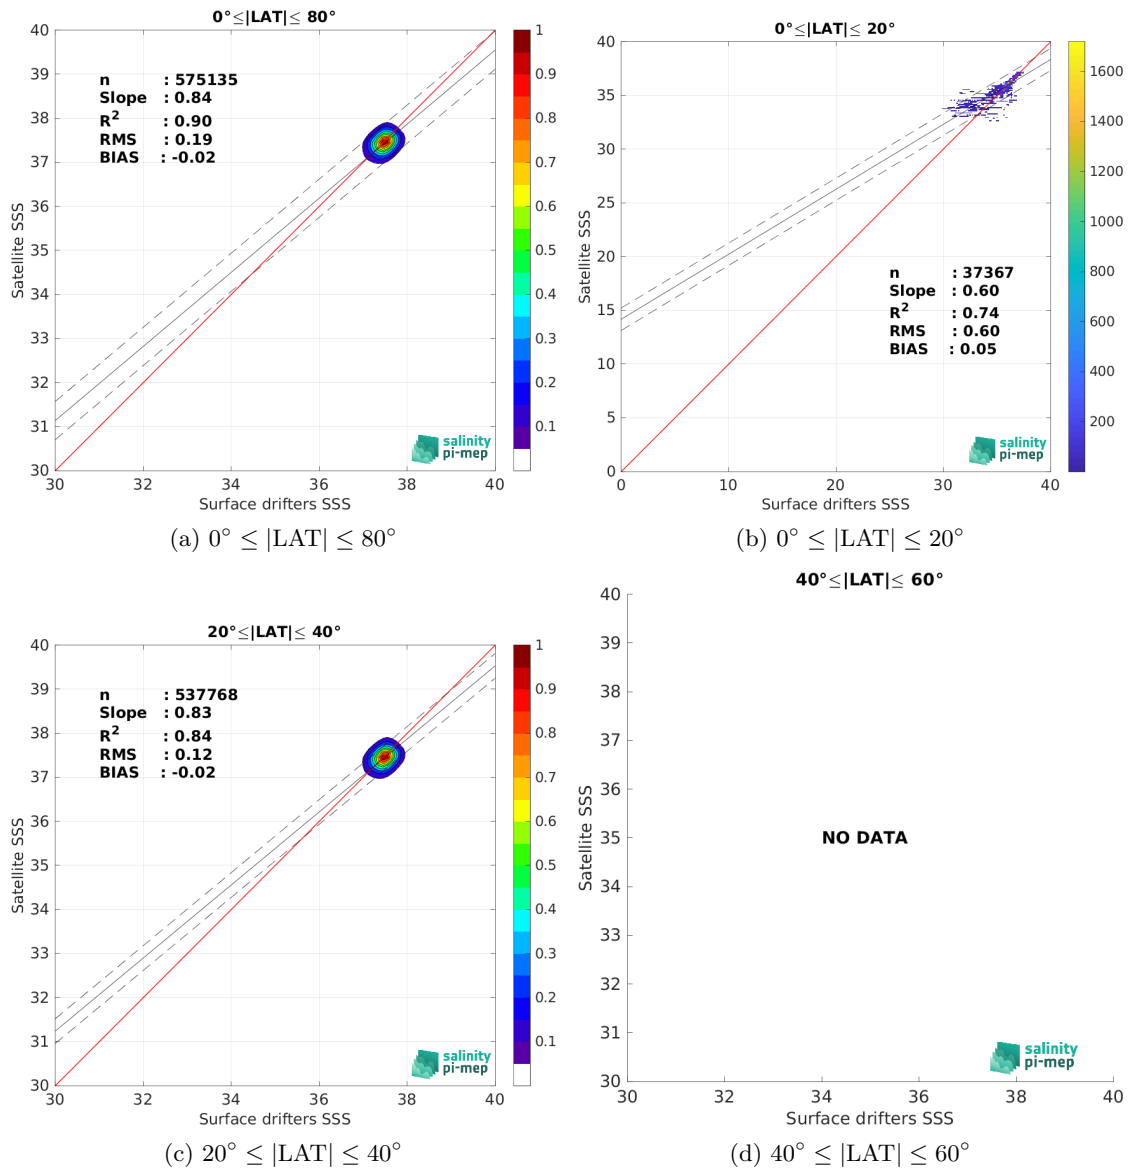 0°≤|LAT|≤ 80°
40
39
38
37
36
35
34
33
32
31
30
Satellite SSS
n : 575135
Slope : 0.84
R² : 0.90
RMS : 0.19
BIAS : -0.02
salinity
pi-mep
30 32 34 36 38 40
Surface drifters SSS
1
0.9
0.8
0.7
0.6
0.5
0.4
0.3
0.2
0.1
(a) 0° ≤ |LAT| ≤ 80°
0°≤|LAT|≤ 20°
40
35
30
25
20
15
10
5
0
Satellite SSS
n : 37367
Slope : 0.60
R² : 0.74
RMS : 0.60
BIAS : 0.05
salinity
pi-mep
0 10 20 30 40
Surface drifters SSS
1600
1400
1200
1000
800
600
400
200
(b) 0° ≤ |LAT| ≤ 20°
20°≤|LAT|≤ 40°
40
39
38
37
36
35
34
33
32
31
30
Satellite SSS
n : 537768
Slope : 0.83
R² : 0.84
RMS : 0.12
BIAS : -0.02
salinity
pi-mep
30 32 34 36 38 40
Surface drifters SSS
1
0.9
0.8
0.7
0.6
0.5
0.4
0.3
0.2
0.1
(c) 20° ≤ |LAT| ≤ 40°
40°≤|LAT|≤ 60°
40
39
38
37
36
35
34
33
32
31
30
Satellite SSS
NO DATA
salinity
pi-mep
30 32 34 36 38 40
Surface drifters SSS
(d) 40° ≤ |LAT| ≤ 60°